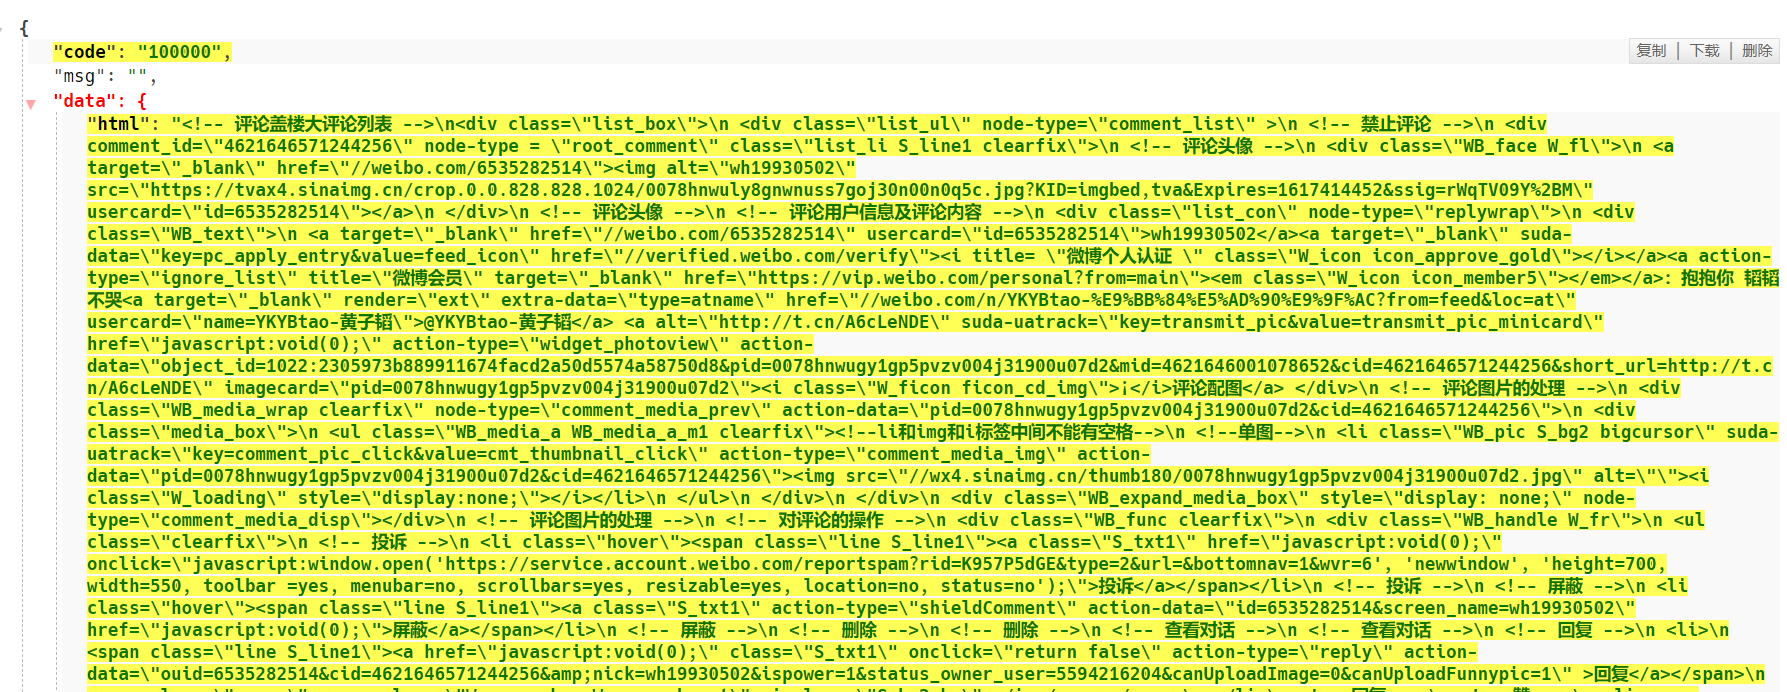 {
"code": "100000",
复制 | 下载 | 删除
"msg": "",
"data": {
"html": "<!-- 评论盖楼大评论列表 -->\n<div class=\"list_box\">\n <div class=\"list_ul\" node-type=\"comment_list\" >\n <!-- 禁止评论 -->\n <div
comment_id=\"4621646571244256\" node-type = \"root_comment\" class=\"list_li S_line1 clearfix\">\n <!-- 评论头像 -->\n <div class=\"WB_face W_fl\">\n <a
target=\"_blank\" href=\"//weibo.com/6535282514\"><img alt=\"wh19930502\"
src=\"https://tvax4.sinaimg.cn/crop.0.0.828.828.1024/0078hnwuly8gnwnuss7goj30n00n0q5c.jpg?KID=imgbed,tva&Expires=1617414452&ssig=rWqTV09Y%2BM\"
usercard=\"id=6535282514\"></a>\n </div>\n <!-- 评论头像 -->\n <!-- 评论用户信息及评论内容 -->\n <div class=\"list_con\" node-type=\"replywrap\">\n <div
class=\"WB_text\">\n <a target=\"_blank\" href=\"//weibo.com/6535282514\" usercard=\"id=6535282514\">wh19930502</a><a target=\"_blank\" suda-
data=\"key=pc_apply_entry&value=feed_icon\" href=\"//verified.weibo.com/verify\"><i title= \"微博个人认证 \" class=\"W_icon icon_approve_gold\"></i></a><a action-
type=\"ignore_list\" title=\"微博会员\" target=\"_blank\" href=\"https://vip.weibo.com/personal?from=main\"><em class=\"W_icon icon_member5\"></em></a>：抱抱你 韬韬
不哭<a target=\"_blank\" render=\"ext\" extra-data=\"type=atname\" href=\"//weibo.com/n/YKYBtao-%E9%BB%84%E5%AD%90%E9%9F%AC?from=feed&loc=at\"
usercard=\"name=YKYBtao-黄子韬\">@YKYBtao-黄子韬</a> <a alt=\"http://t.cn/A6cLeNDE\" suda-uatrack=\"key=transmit_pic&value=transmit_pic_minicard\"
href=\"javascript:void(0);\" action-type=\"widget_photoview\" action-
data=\"object_id=1022:2305973b889911674facd2a50d5574a58750d8&pid=0078hnwugy1gp5pvzv004j31900u07d2&mid=4621646001078652&cid=4621646571244256&short_url=http://t.c
n/A6cLeNDE\" imagecard=\"pid=0078hnwugy1gp5pvzv004j31900u07d2\"><i class=\"W_ficon ficon_cd_img\">¡</i>评论配图</a> </div>\n <!-- 评论图片的处理 -->\n <div
class=\"WB_media_wrap clearfix\" node-type=\"comment_media_prev\" action-data=\"pid=0078hnwugy1gp5pvzv004j31900u07d2&cid=4621646571244256\">\n <div
class=\"media_box\">\n <ul class=\"WB_media_a WB_media_a_m1 clearfix\"><!--li和img和i标签中间不能有空格-->\n <!--单图-->\n <li class=\"WB_pic S_bg2 bigcursor\" suda-
uatrack=\"key=comment_pic_click&value=cmt_thumbnail_click\" action-type=\"comment_media_img\" action-
data=\"pid=0078hnwugy1gp5pvzv004j31900u07d2&cid=4621646571244256\"><img src=\"//wx4.sinaimg.cn/thumb180/0078hnwugy1gp5pvzv004j31900u07d2.jpg\" alt=\"\"><i
class=\"W_loading\" style=\"display:none;\"></i></li>\n </ul>\n </div>\n </div>\n <div class=\"WB_expand_media_box\" style=\"display: none;\" node-
type=\"comment_media_disp\"></div>\n <!-- 评论图片的处理 -->\n <!-- 对评论的操作 -->\n <div class=\"WB_func clearfix\">\n <div class=\"WB_handle W_fr\">\n <ul
class=\"clearfix\">\n <!-- 投诉 -->\n <li class=\"hover\"><span class=\"line S_line1\"><a class=\"S_txt1\" href=\"javascript:void(0);\"
onclick=\"javascript:window.open('https://service.account.weibo.com/reportspam?rid=K957P5dGE&type=2&url=&bottomnav=1&wvr=6', 'newwindow', 'height=700,
width=550, toolbar =yes, menubar=no, scrollbars=yes, resizable=yes, location=no, status=no');\">投诉</a></span></li>\n <!-- 投诉 -->\n <!-- 屏蔽 -->\n <li
class=\"hover\"><span class=\"line S_line1\"><a class=\"S_txt1\" action-type=\"shieldComment\" action-data=\"id=6535282514&screen_name=wh19930502\"
href=\"javascript:void(0);\">屏蔽</a></span></li>\n <!-- 屏蔽 -->\n <!-- 删除 -->\n <!-- 删除 -->\n <!-- 查看对话 -->\n <!-- 查看对话 -->\n <!-- 回复 -->\n <li>\n
<span class=\"line S_line1\"><a href=\"javascript:void(0);\" class=\"S_txt1\" onclick=\"return false\" action-type=\"reply\" action-
data=\"ouid=6535282514&cid=4621646571244256&amp;nick=wh19930502&ispower=1&status_owner_user=5594216204&canUploadImage=0&canUploadFunnypic=1\" >回复</a></span>\n